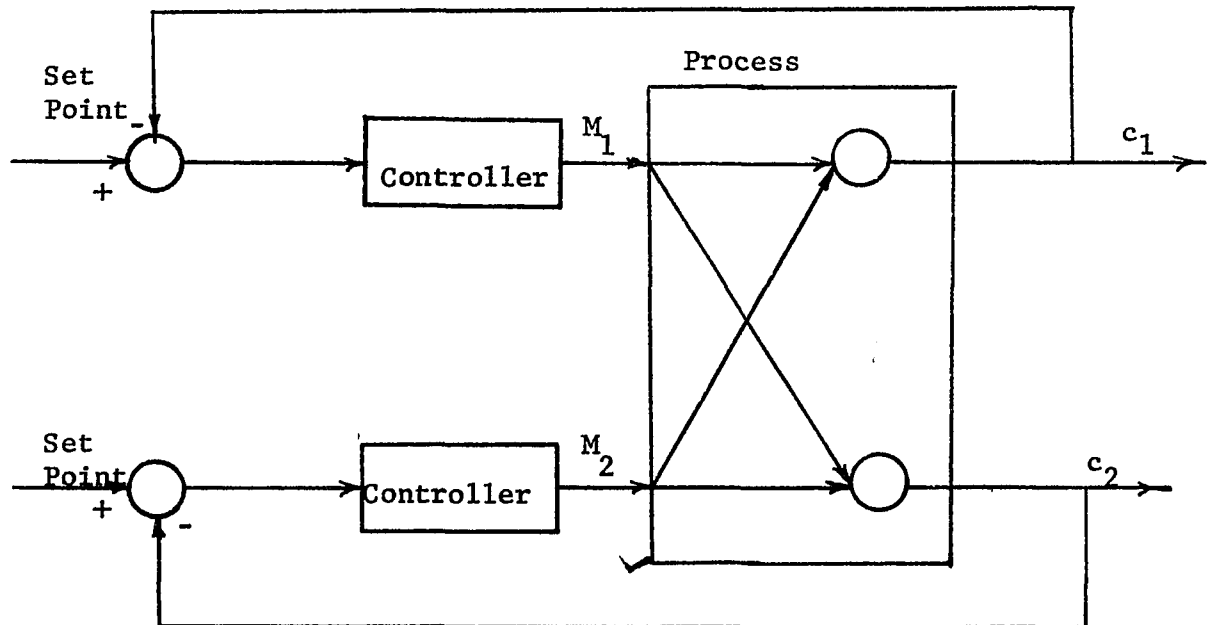 Process
Set
Point
-
M1
c1
+
Controller
Set
Point
M2
c2
+
Controller
-